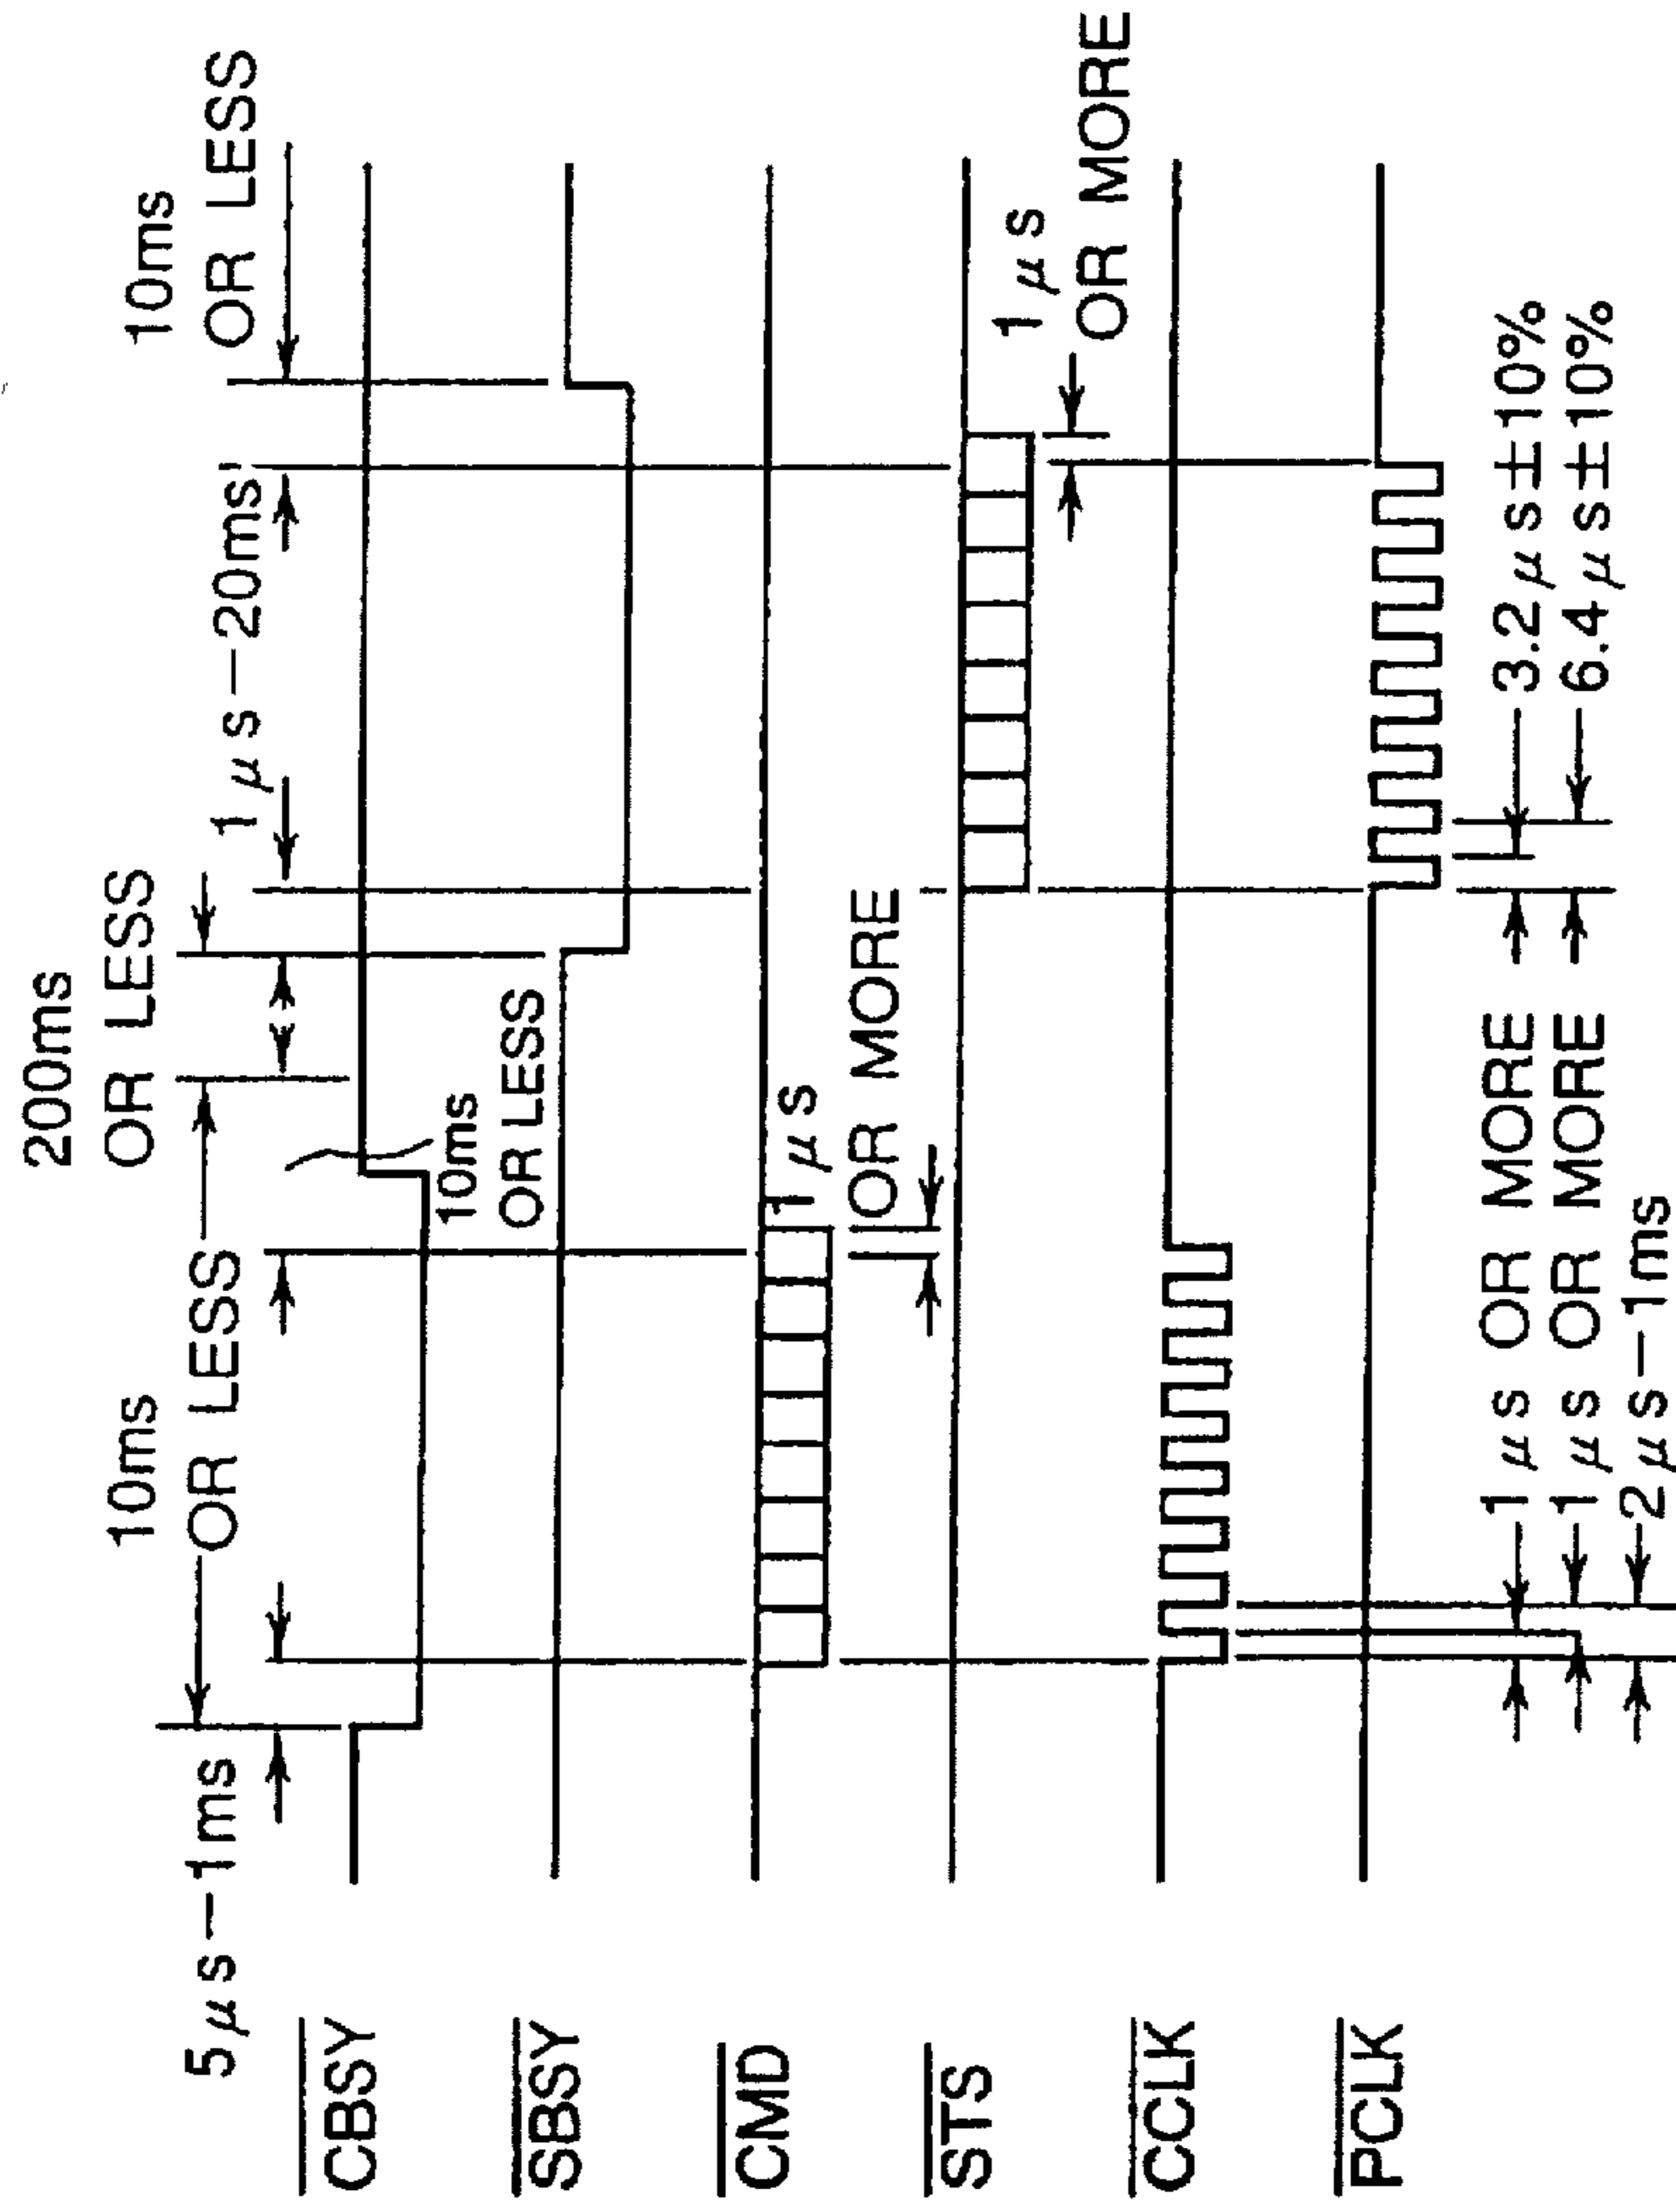 200ms
OR LESS
10ms
OR LESS
10ms
OR LESS
5μs-1ms
1μs-20ms
CBSY
10ms
OR LESS
SBSY
CMD
1μs
OR MORE
STS
1μs
OR MORE
CCLK
PCLK
1μs OR MORE
3.2μs±10%
1μs OR MORE
6.4μs±10%
2μs-1ms